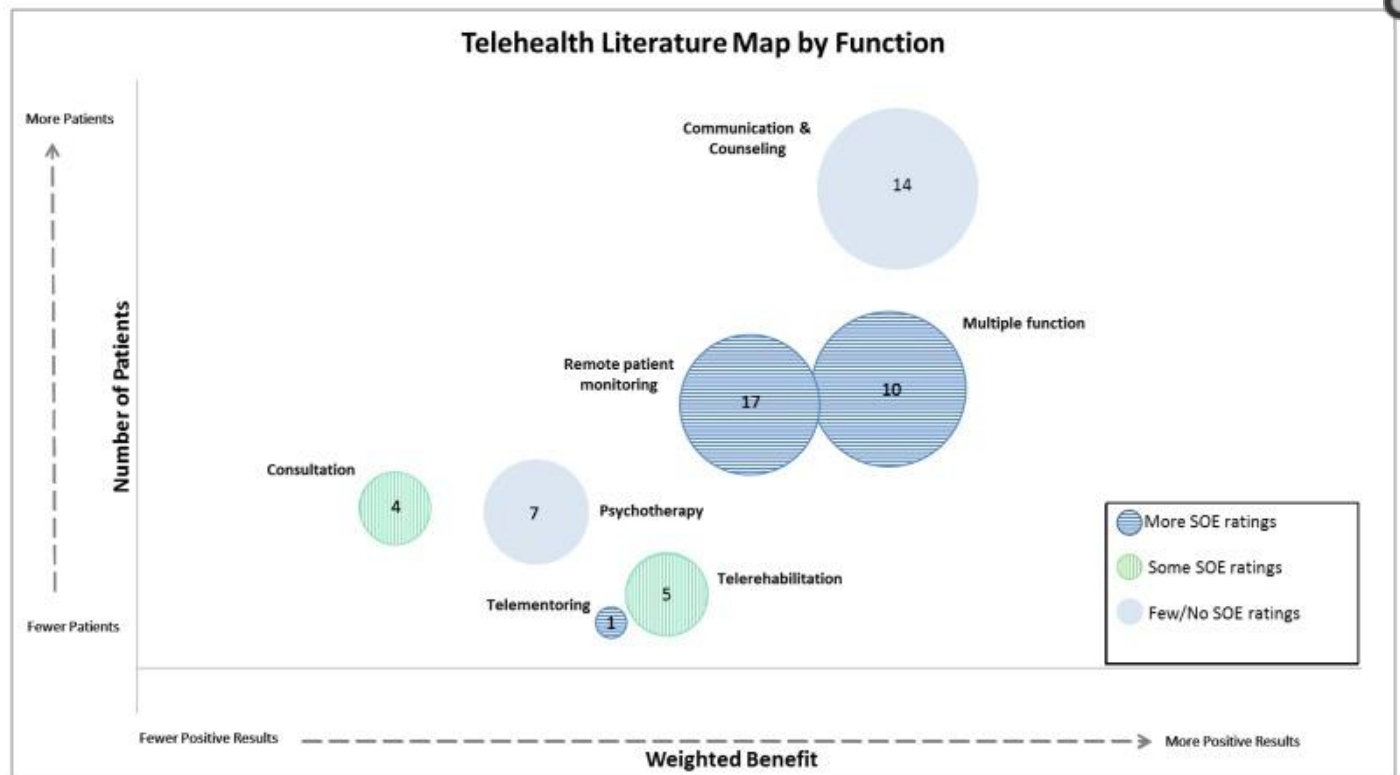 Telehealth Literature Map by Function
More Patients
Number of Patients
Fewer Patients
Communication &
Counseling
14
Multiple function
10
Remote patient
monitoring
17
Consultation
4
7
Psychotherapy
Telerehabilitation
5
Telementoring
1
More SOE ratings
Some SOE ratings
Few/No SOE ratings
Fewer Positive Results
Weighted Benefit
More Positive Results